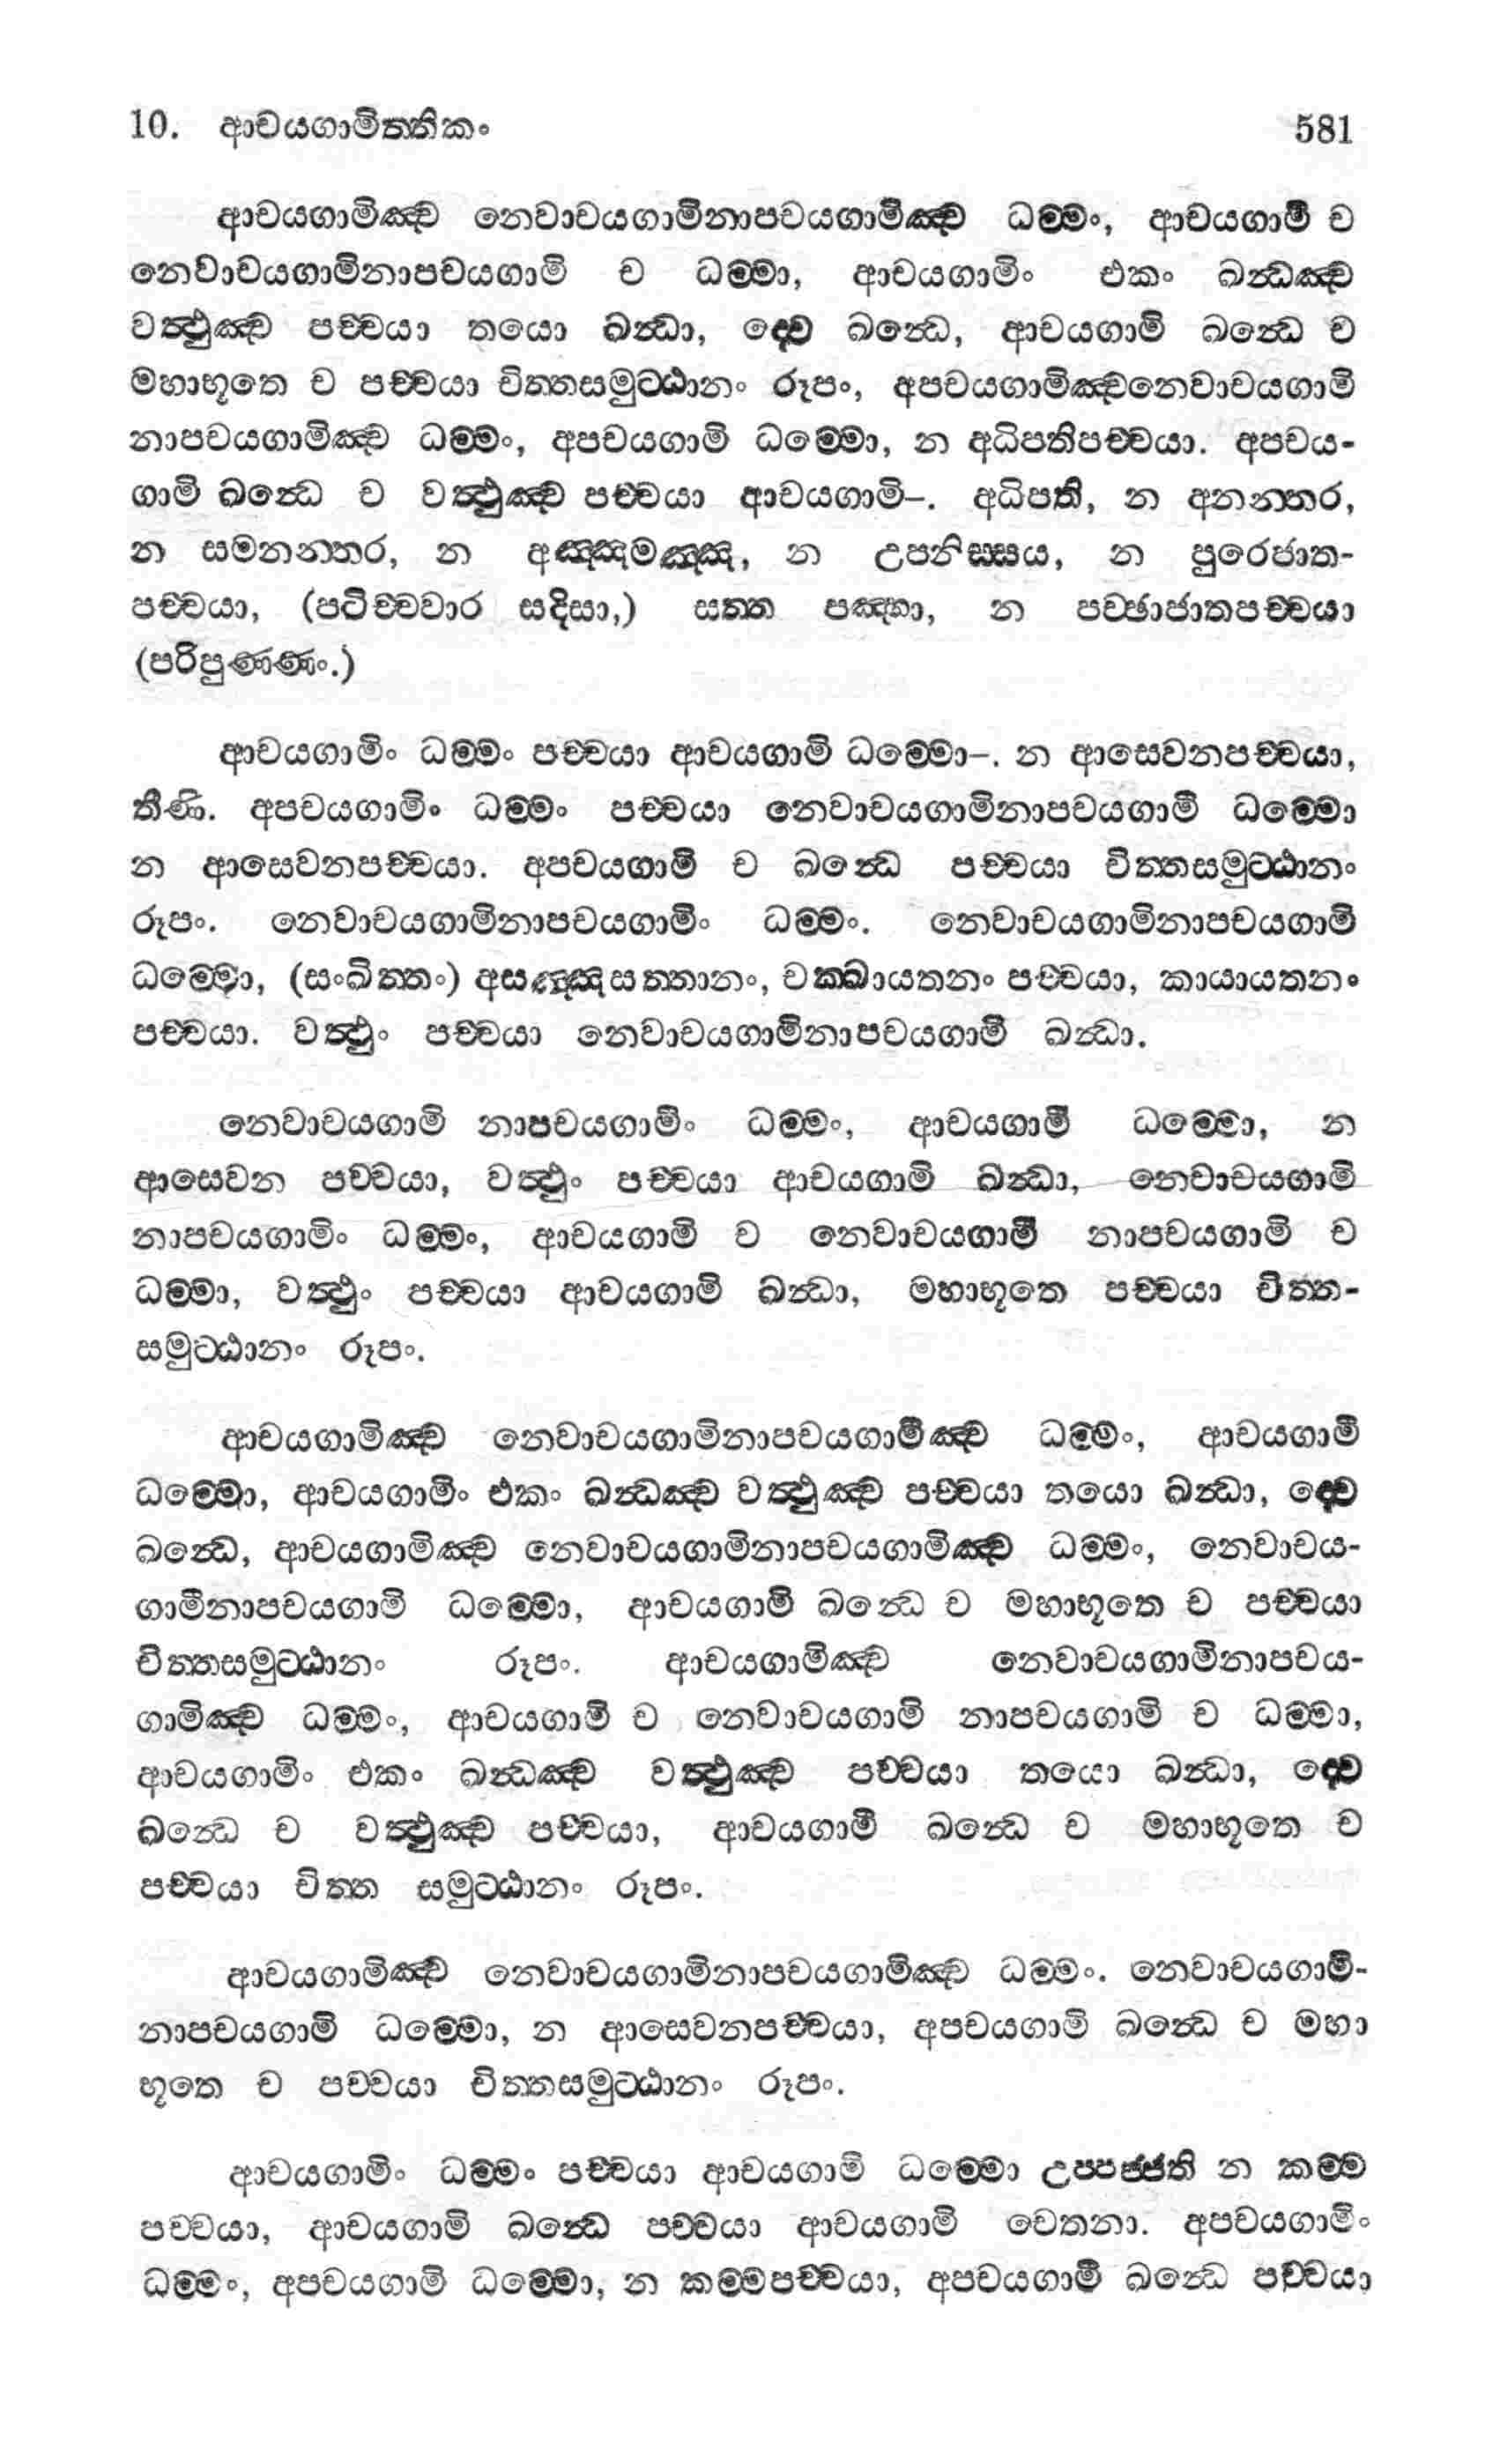 10. ආචයගාමිත්තිකං 581
ආචයගාමිඤ්ච නෙවාචයගාමිනාපචයගාමිඤ්ච ධම්මං, ආචයගාමී ච
නෙවාචයගාමිනාපචයගාමි ච ධම්මා, ආචයගාමිං එකං ඛන්ධඤ්ච
වත්ථුඤ්ච පච්චයා තයො ඛන්ධා, ද්වෙ ඛන්ධෙ, ආචයගාමි ඛන්ධෙ ච
මහාභූතෙ ච පච්චයා චිත්තසමුට්ඨානං රූපං, අපචයගාමිඤ්චනෙවාචයගාමි
නාපචයගාමිඤ්ච ධම්මං, අපචයගාමි ධම්මො, න අධිපතිපච්චයා. අපචය-
ගාමි ඛන්ධෙ ච වත්ථුඤ්ච පච්චයා ආචයගාමි–. අධිපති, න අනන්තර,
න සමනන්තර, න අඤ්ඤමඤ්ඤ, න උපනිස්සය, න පුරෙජාත-
පච්චයා, (පටිච්චවාර සදිසා,) සත්ත පඤ්හා, න පච්ඡාජාතපච්චයා
(පරිපුණ්ණං.)
ආචයගාමිං ධම්මං පච්චයා ආචයගාමි ධම්මො–. න ආසෙවනපච්චයා,
තීණි. අපචයගාමිං ධම්මං පච්චයා නෙවාචයගාමිනාපචයගාමී ධම්මො
න ආසෙවනපච්චයා. අපචයගාමී ච ඛන්ධෙ පච්චයා චිත්තසමුට්ඨානං
රූපං. නෙවාචයගාමිනාපචයගාමිං ධම්මං. නෙවාචයගාමිනාපචයගාමි
ධම්මො, (සංඛිත්තං) අසඤ්ඤසත්තානං, චක්ඛායතනං පච්චයා, කායායතනං
පච්චයා. වත්ථුං පච්චයා නෙවාචයගාමිනාපචයගාමී ඛන්ධා.
නෙවාචයගාමි නාපචයගාමිං ධම්මං, ආචයගාමී ධම්මො, න
ආසෙවන පච්චයා, වත්ථුං පච්චයා ආචයගාමි ඛන්ධා, නෙවාචයගාමි
නාපචයගාමිං ධම්මං, ආචයගාමි ච නෙවාචයගාමී නාපචයගාමි ච
ධම්මා, වත්ථුං පච්චයා ආචයගාමි ඛන්ධා, මහාභූතෙ පච්චයා චිත්ත-
සමුට්ඨානං රූපං.
ආචයගාමිඤ්ච නෙවාචයගාමිනාපචයගාමිඤ්ච ධම්මං, ආචයගාමී
ධම්මො, ආචයගාමිං එකං ඛන්ධඤ්ච වත්ථුඤ්ච පච්චයා තයො ඛන්ධා, ද්වෙ
ඛන්ධෙ, ආචයගාමිඤ්ච නෙවාචයගාමිනාපචයගාමිඤ්ච ධම්මං, නෙවාචය-
ගාමිනාපචයගාමි ධම්මො, ආචයගාමි ඛන්ධෙ ච මහාභූතෙ ච පච්චයා
චිත්තසමුට්ඨානං රූපං. ආචයගාමිඤ්ච නෙවාචයගාමිනාපචය-
ගාමිඤ්ච ධම්මං, ආචයගාමී ච නෙවාචයගාමි නාපචයගාමි ච ධම්මා,
ආචයගාමිං එකං ඛන්ධඤ්ච වත්ථුඤ්ච පච්චයා තයො ඛන්ධා, ද්වෙ
ඛන්ධෙ ච වත්ථුඤ්ච පච්චයා, ආචයගාමී ඛන්ධෙ ච මහාභූතෙ ච
පච්චයා චිත්ත සමුට්ඨානං රූපං.
ආචයගාමිඤ්ච නෙවාචයගාමිනාපචයගාමිඤ්ච ධම්මං. නෙවාචයගාමි-
නාපචයගාමී ධම්මො, න ආසෙවනපච්චයා, අපචයගාමි ඛන්ධෙ ච මහා
භූතෙ ච පච්චයා චිත්තසමුට්ඨානං රූපං.
ආචයගාමිං ධම්මං පච්චයා ආචයගාමි ධම්මො උප්පජ්ජති න කම්ම
පච්චයා, ආචයගාමි ඛන්ධෙ පච්චයා ආචයගාමි චෙතනා. අපචයගාමිං
ධම්මං, අපචයගාමි ධම්මො, න කම්මපච්චයා, අපචයගාමී ඛන්ධෙ පච්චයා